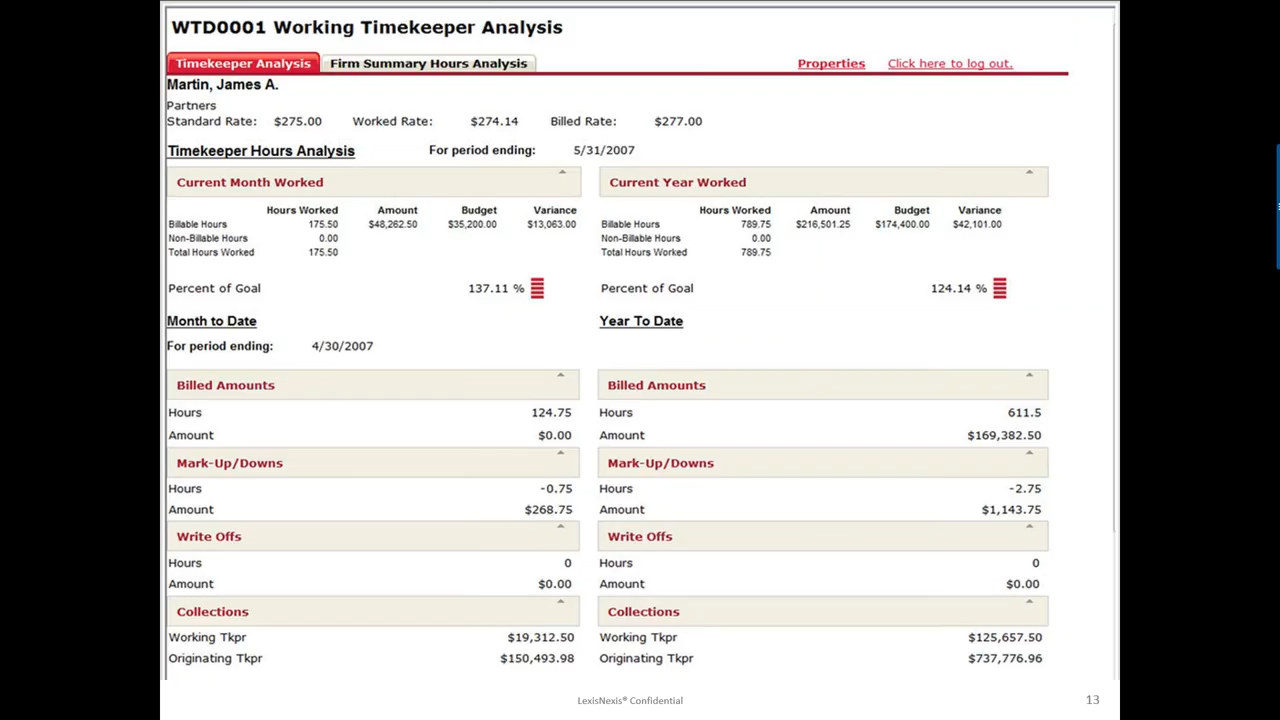 WTD0001 Working Timekeeper Analysis
Timekeeper Analysis Firm Summary Hours Analysis Properties Click here to log out.
Martin, James A.
Partners
Standard Rate: $275.00 Worked Rate: $274.14 Billed Rate: $277.00
Timekeeper Hours Analysis For period ending: 5/31/2007
Current Month Worked Current Year Worked
Hours Worked Amount Budget Variance Hours Worked Amount Budget Variance
Billable Hours 175.50 $48,262.50 $35,200.00 $13,063.00 Billable Hours 789.75 $216,501.25 $174,400.00 $42,101.00
Non-Billable Hours 0.00 Non-Billable Hours 0.00
Total Hours Worked 175.50 Total Hours Worked 789.75
Percent of Goal 137.11 % Percent of Goal 124.14 %
Month to Date Year To Date
For period ending: 4/30/2007
Billed Amounts Billed Amounts
Hours 124.75 Hours 611.5
Amount $0.00 Amount $169,382.50
Mark-Up/Downs Mark-Up/Downs
Hours -0.75 Hours -2.75
Amount $268.75 Amount $1,143.75
Write Offs Write Offs
Hours 0 Hours 0
Amount $0.00 Amount $0.00
Collections Collections
Working Tkpr $19,312.50 Working Tkpr $125,657.50
Originating Tkpr $150,493.98 Originating Tkpr $737,776.96
LexisNexis® Confidential 13